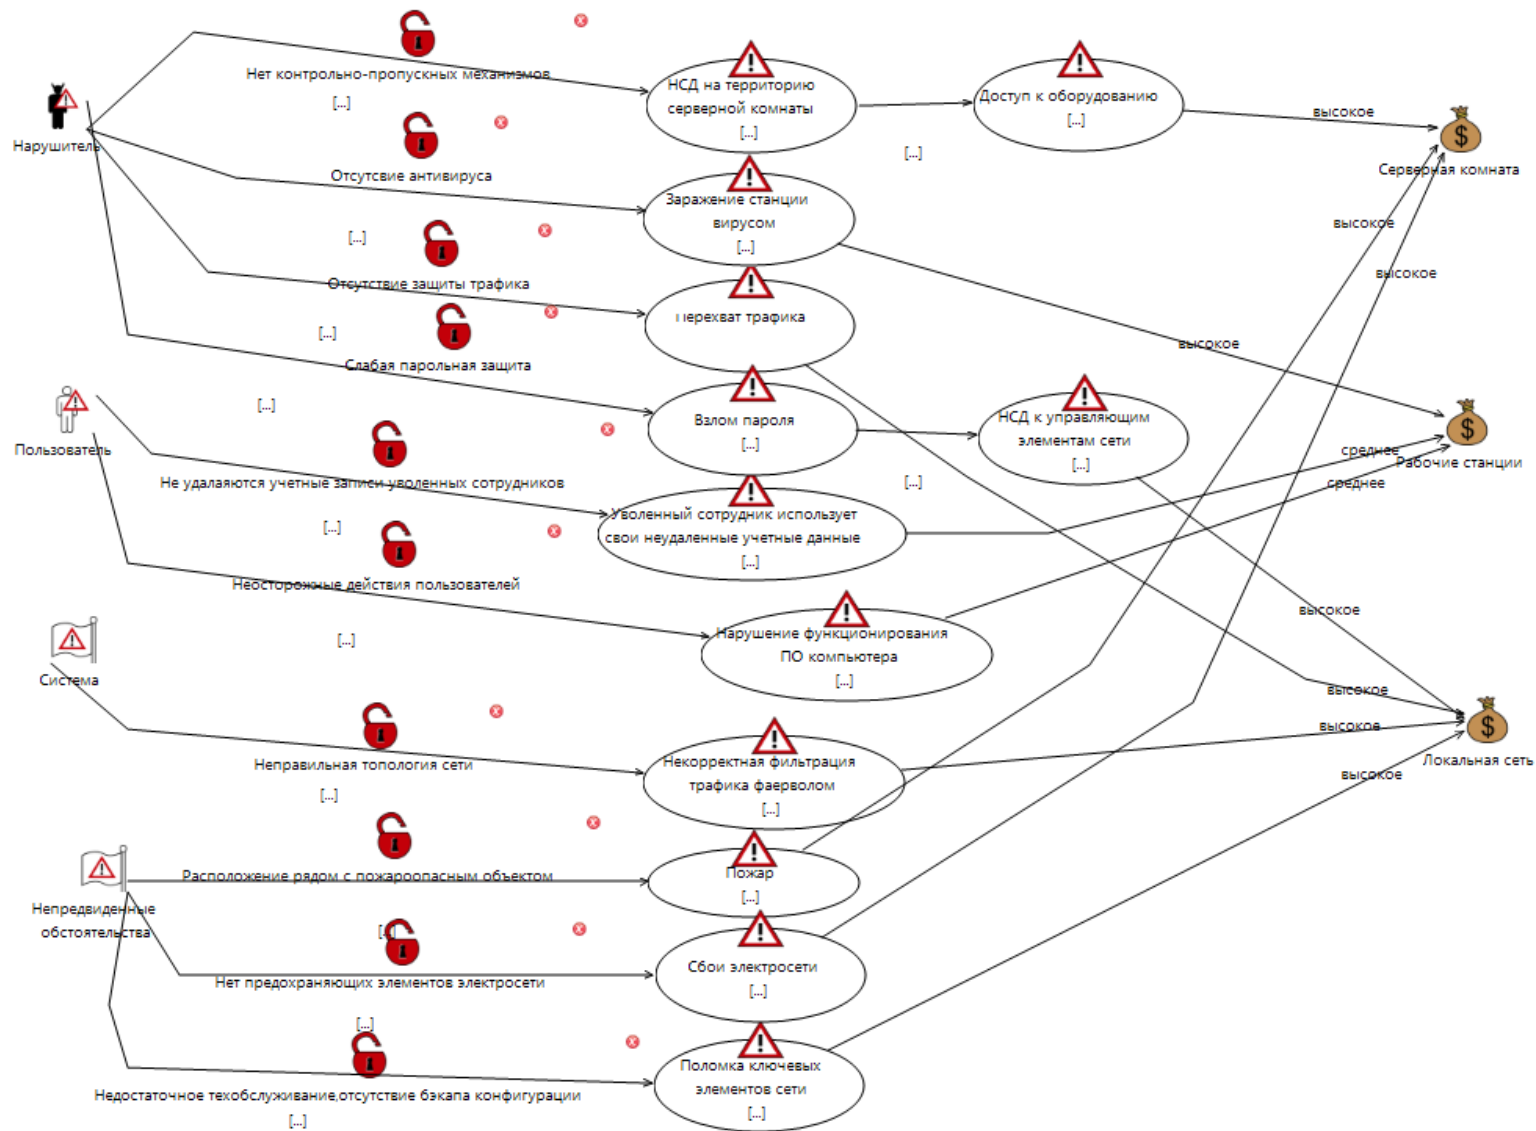 Нет контрольно-пропускных механизмов
[...]
Нарушитель
НСД на территорию
серверной комнаты
[...]
Доступ к оборудованию
[...]
высокое
[...]
Серверная комната
Отсутсвие антивируса
[...]
Заражение станции
вирусом
[...]
высокое
высокое
Отсутствие защиты трафика
[...]
Перехват трафика
высокое
Слабая парольная защита
[...]
Взлом пароля
[...]
НСД к управляющим
элементам сети
[...]
[...]
Пользователь
среднее
Рабочие станции
среднее
Не удалаяются учетные записи уволенных сотрудников
[...]
Уволенный сотрудник использует
свои неудаленные учетные данные
[...]
Неосторожные действия пользователей
[...]
Нарушение функционирования
ПО компьютера
[...]
высокое
Система
высокое
высокое
Локальная сеть
высокое
Неправильная топология сети
[...]
Некорректная фильтрация
трафика фаерволом
[...]
Расположение рядом с пожароопасным объектом
[...]
Пожар
[...]
Непредвиденные
обстоятельства
Нет предохраняющих элементов электросети
[...]
Сбои электросети
[...]
Недостаточное техобслуживание,отсутствие бэкапа конфигурации
[...]
Поломка ключевых
элементов сети
[...]